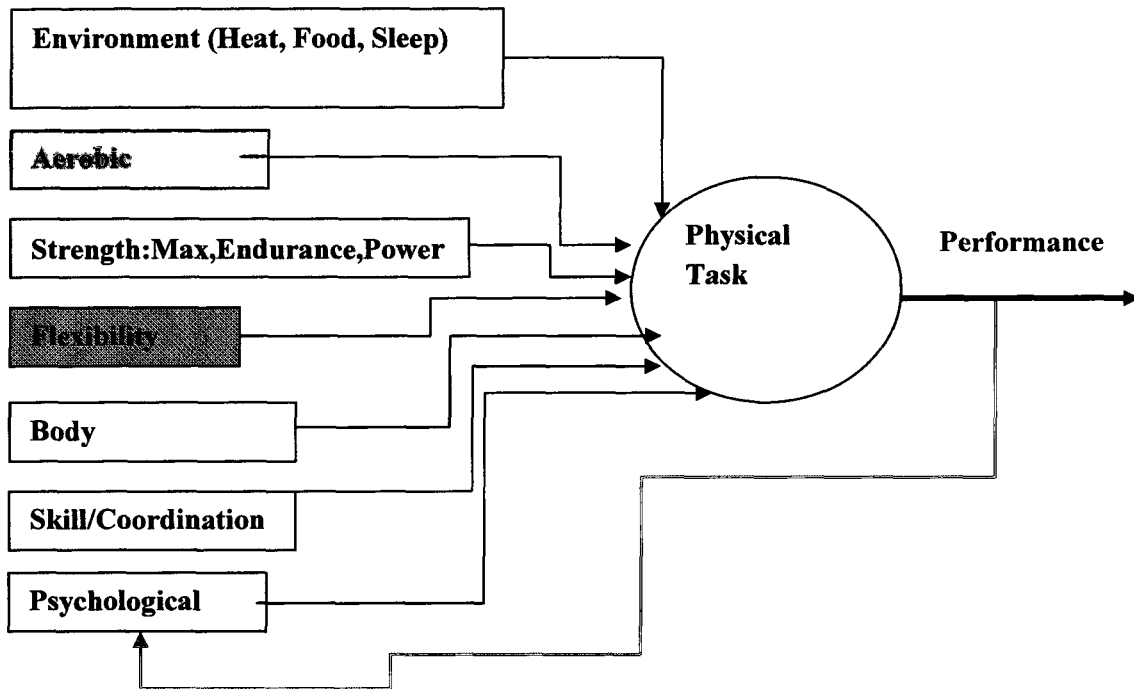 Environment (Heat, Food, Sleep)
Aerobic
Strength:Max,Endurance,Power
Flexibility
Body
Skill/Coordination
Psychological
Physical
Task
Performance